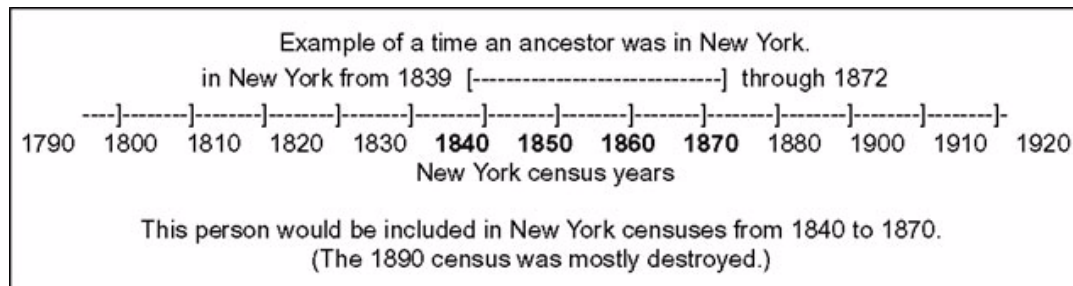 Example of a time an ancestor was in New York.
in New York from 1839 [------------------------------] through 1872
----]--------]--------]--------]--------]--------]--------]--------]--------]--------]--------]--------]--------]-
1790 1800 1810 1820 1830 1840 1850 1860 1870 1880 1900 1910 1920
New York census years
This person would be included in New York censuses from 1840 to 1870.
(The 1890 census was mostly destroyed.)